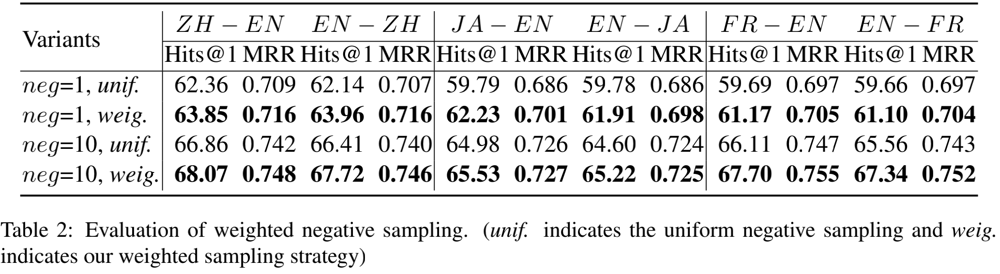 Variants ZH − EN EN − ZH JA − EN EN − JA FR − EN EN − FR
Hits@1 MRR Hits@1 MRR Hits@1 MRR Hits@1 MRR Hits@1 MRR Hits@1 MRR
neg=1, unif. 62.36 0.709 62.14 0.707 59.79 0.686 59.78 0.686 59.69 0.697 59.66 0.697
neg=1, weig. 63.85 0.716 63.96 0.716 62.23 0.701 61.91 0.698 61.17 0.705 61.10 0.704
neg=10, unif. 66.86 0.742 66.41 0.740 64.98 0.726 64.60 0.724 66.11 0.747 65.56 0.743
neg=10, weig. 68.07 0.748 67.72 0.746 65.53 0.727 65.22 0.725 67.70 0.755 67.34 0.752
Table 2: Evaluation of weighted negative sampling. (unif. indicates the uniform negative sampling and weig.
indicates our weighted sampling strategy)